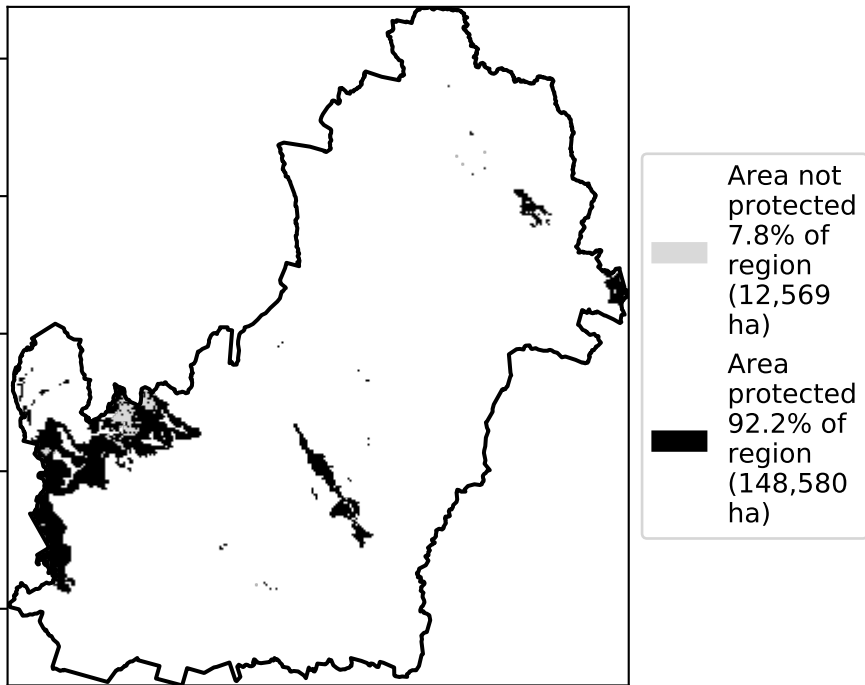 Area not
protected
7.8% of
region
(12,569
ha)
Area
protected
92.2% of
region
(148,580
ha)